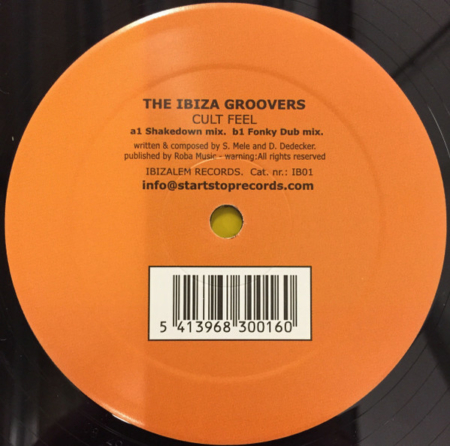 THE IBIZA GROOVERS
CULT FEEL
a1 Shakedown mix. b1 Fonky Dub mix.
written & composed by S. Mele and D. Dedecker.
published by Roba Music - warning:All rights reserved
IBIZALEM RECORDS. Cat. nr.: IB01
info@startstoprecords.com
5 413968 300160